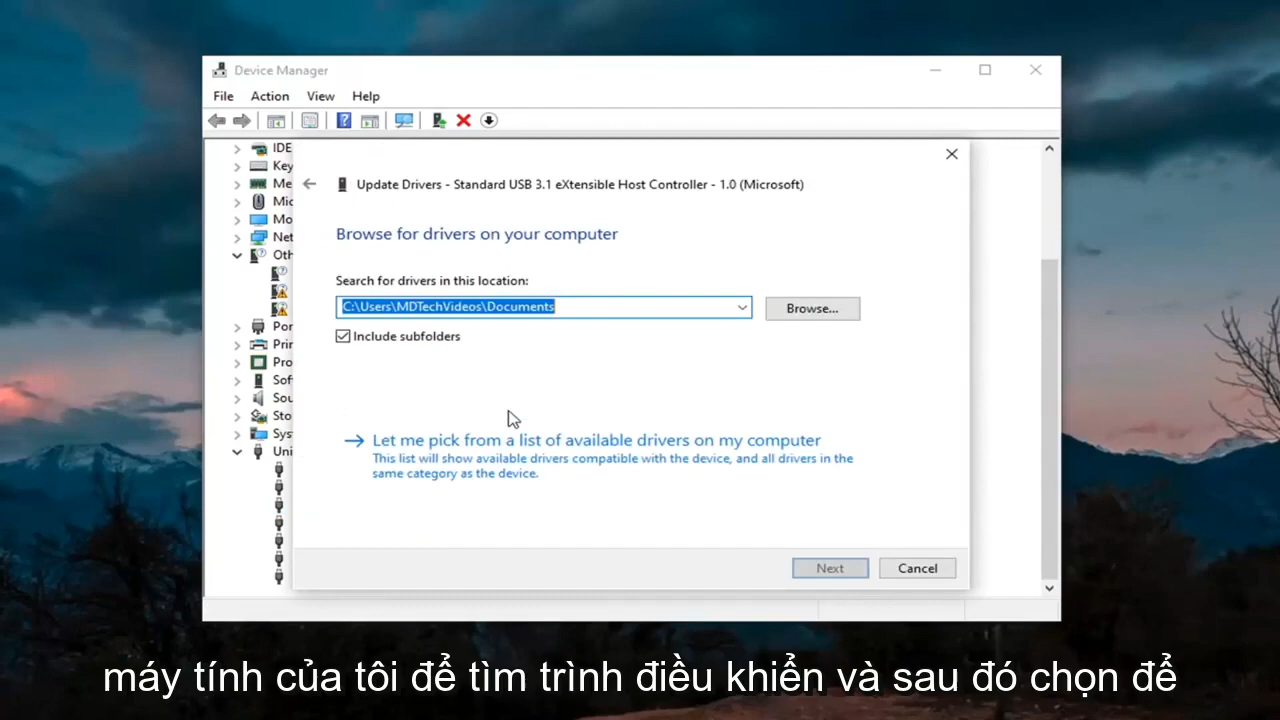 Device Manager
File Action View Help
Update Drivers - Standard USB 3.1 eXtensible Host Controller - 1.0 (Microsoft)
Browse for drivers on your computer
Search for drivers in this location:
C:\Users\MDTechVideos\Documents
Browse...
Include subfolders
Let me pick from a list of available drivers on my computer
This list will show available drivers compatible with the device, and all drivers in the
same category as the device.
Next Cancel
IDE
Key
Me
Mic
Mo
Net
Oth
Por
Prin
Pro
Sof
Sou
Sto
Sys
Uni
máy tính của tôi để tìm trình điều khiển và sau đó chọn để